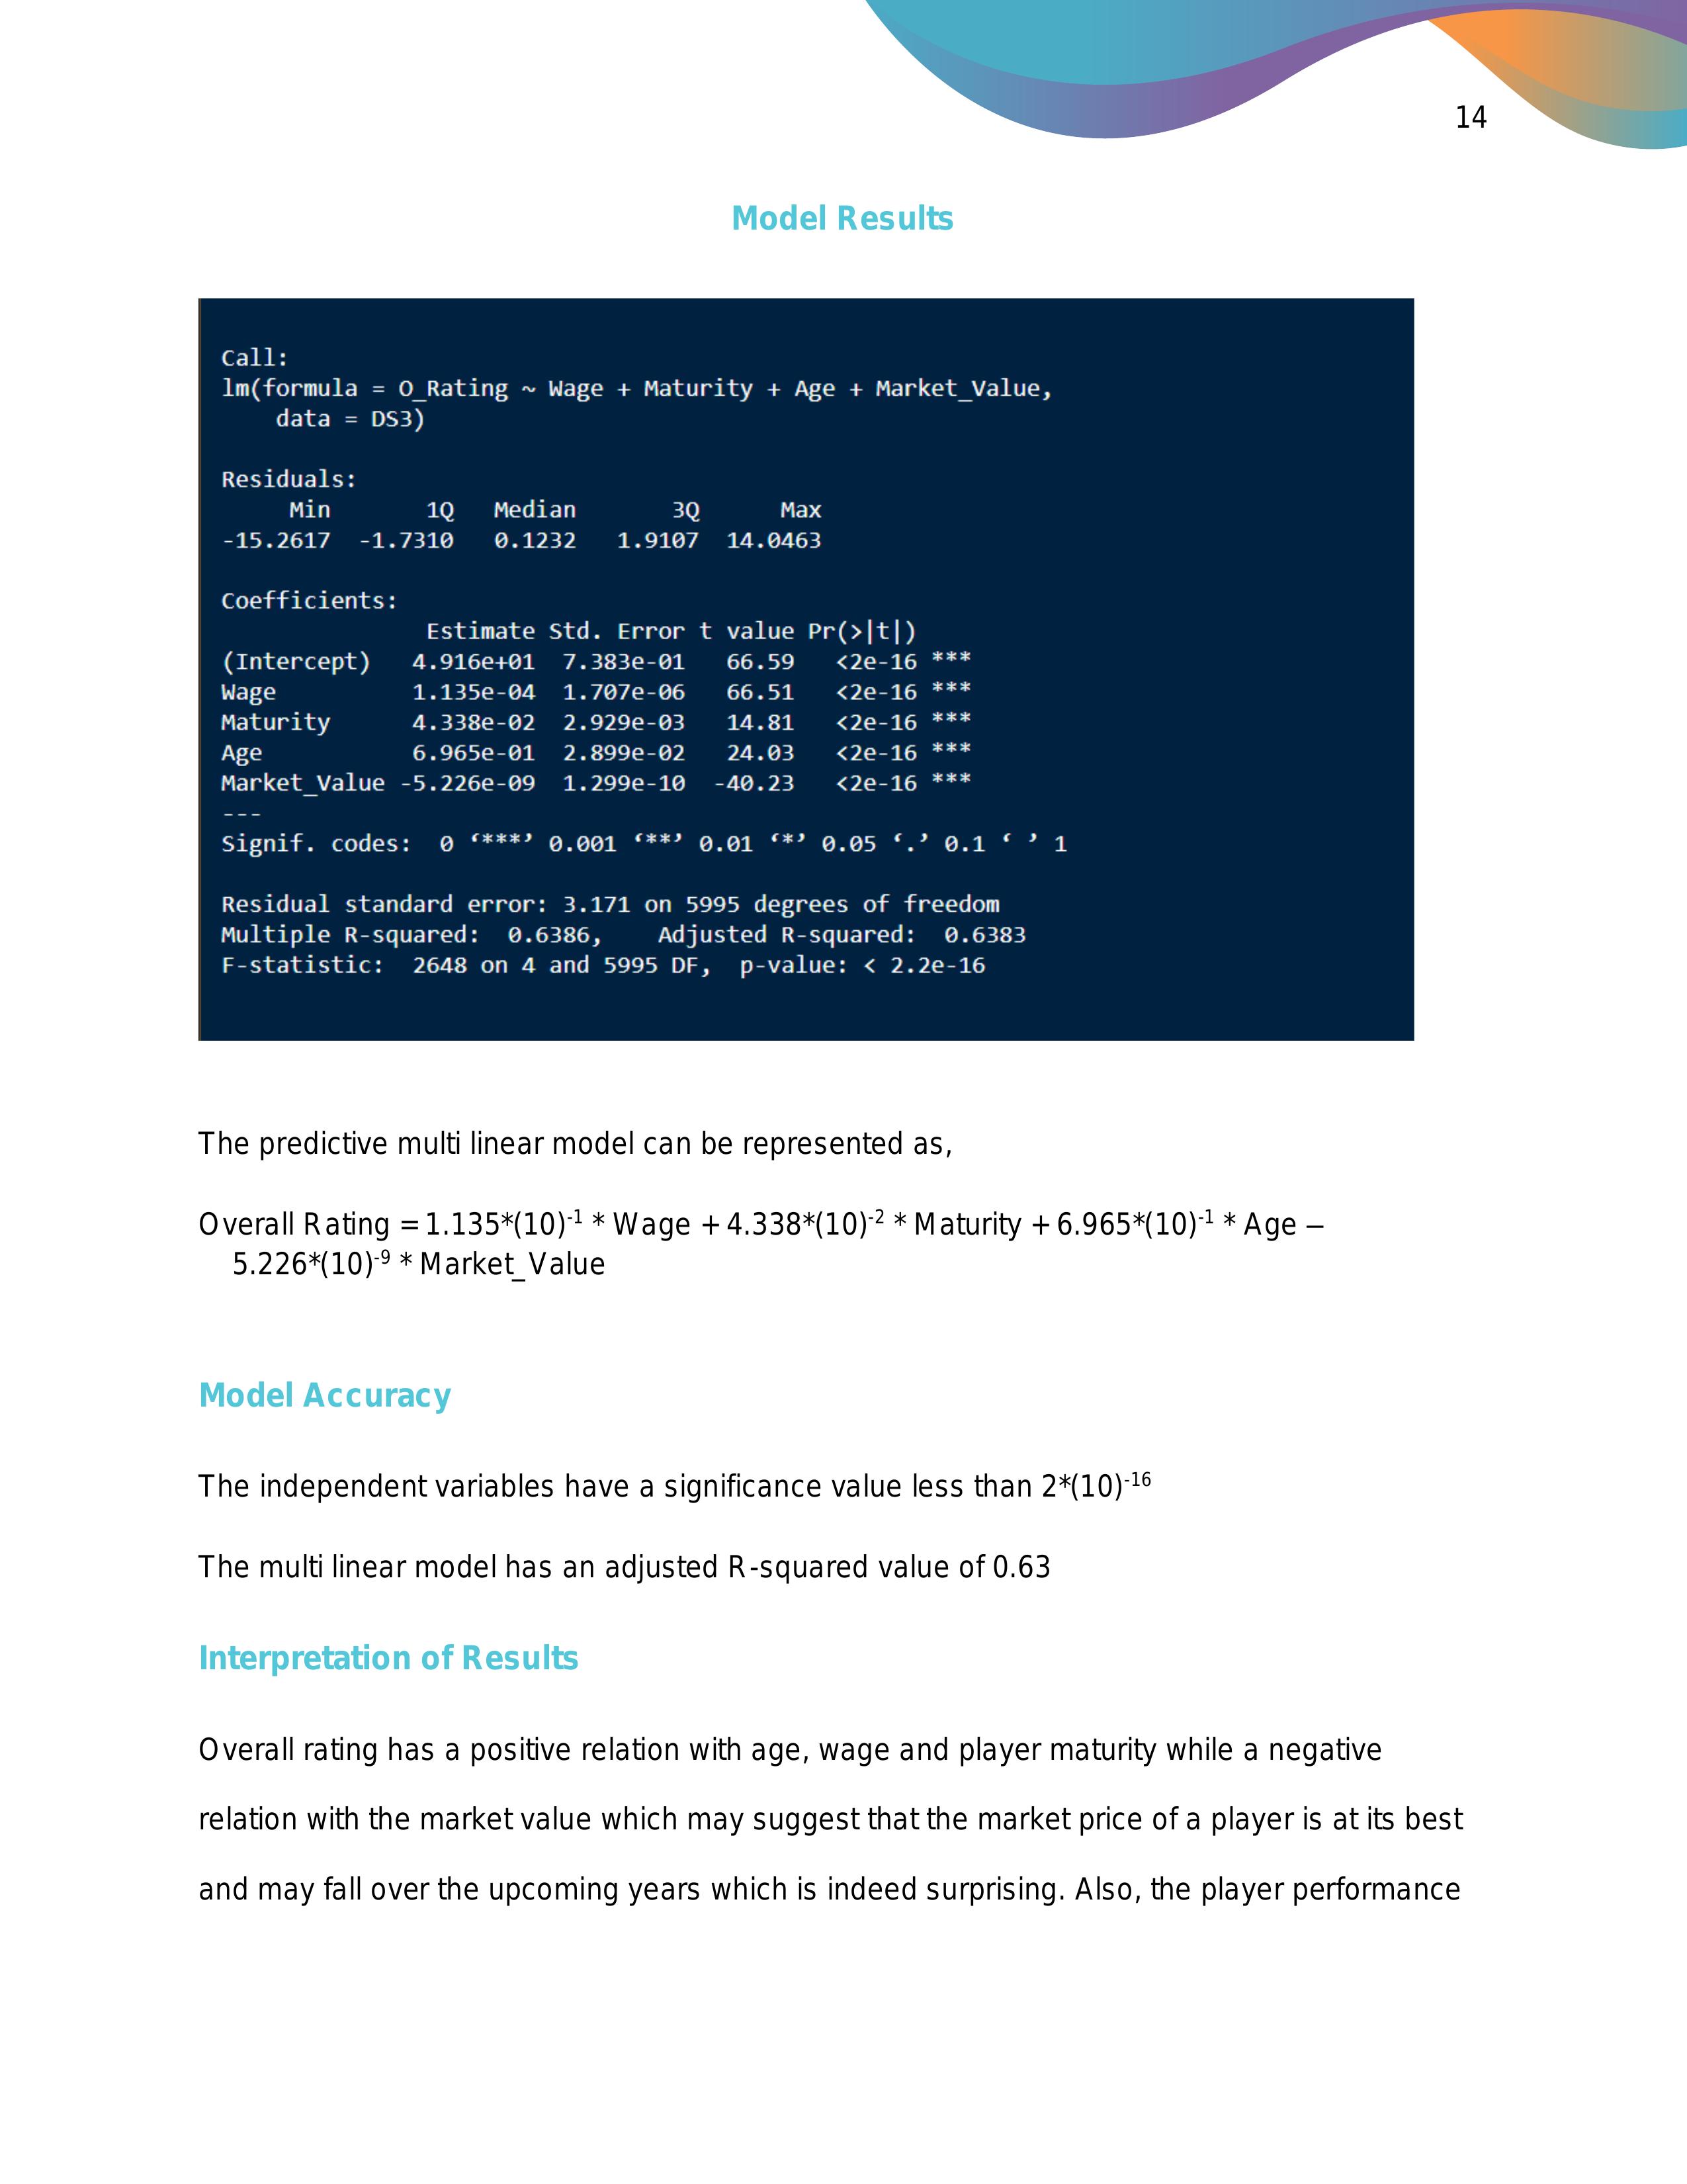 14
Model Results
Call:
lm(formula = O_Rating ~ Wage + Maturity + Age + Market_Value,
    data = DS3)
Residuals:
     Min       1Q   Median       3Q      Max
-15.2617  -1.7310   0.1232   1.9107  14.0463
Coefficients:
               Estimate Std. Error t value Pr(>|t|)
(Intercept)   4.916e+01  7.383e-01   66.59   <2e-16 ***
Wage          1.135e-04  1.707e-06   66.51   <2e-16 ***
Maturity      4.338e-02  2.929e-03   14.81   <2e-16 ***
Age           6.965e-01  2.899e-02   24.03   <2e-16 ***
Market_Value -5.226e-09  1.299e-10  -40.23   <2e-16 ***
---
Signif. codes:  0 ‘***’ 0.001 ‘**’ 0.01 ‘*’ 0.05 ‘.’ 0.1 ‘ ’ 1
Residual standard error: 3.171 on 5995 degrees of freedom
Multiple R-squared:  0.6386,    Adjusted R-squared:  0.6383
F-statistic:  2648 on 4 and 5995 DF,  p-value: < 2.2e-16
The predictive multi linear model can be represented as,
Overall Rating = 1.135*(10)⁻¹ * Wage + 4.338*(10)⁻² * Maturity + 6.965*(10)⁻¹ * Age –
5.226*(10)⁻⁹ * Market_Value
Model Accuracy
The independent variables have a significance value less than 2*(10)⁻¹⁶
The multi linear model has an adjusted R-squared value of 0.63
Interpretation of Results
Overall rating has a positive relation with age, wage and player maturity while a negative
relation with the market value which may suggest that the market price of a player is at its best
and may fall over the upcoming years which is indeed surprising. Also, the player performance